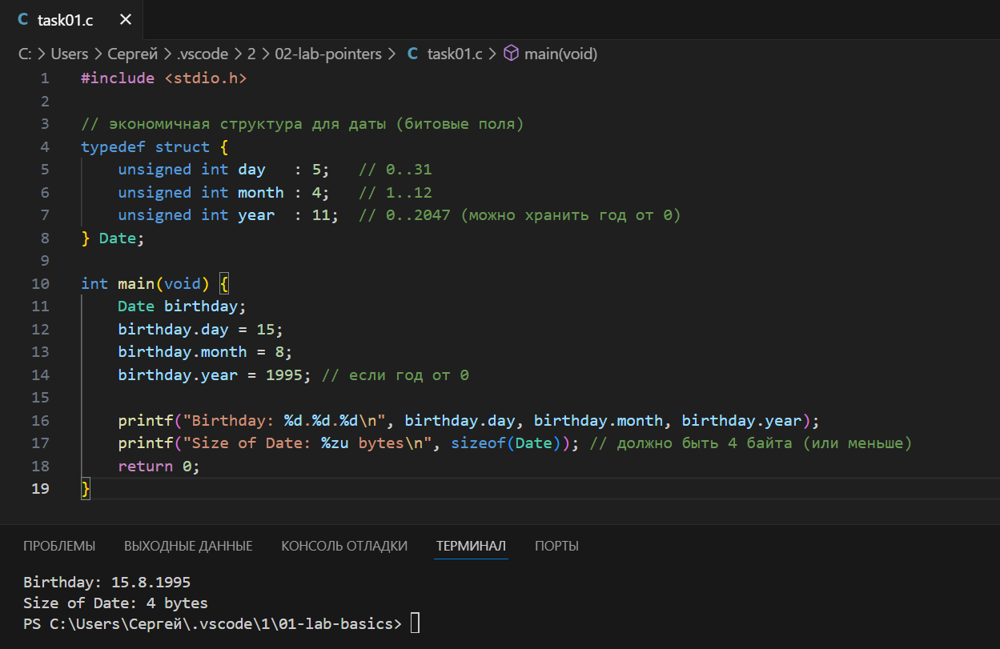 C task01.c ×
C: > Users > Сергей > .vscode > 2 > 02-lab-pointers > C task01.c > main(void)
1 #include <stdio.h>
2
3 // экономичная структура для даты (битовые поля)
4 typedef struct {
5     unsigned int day   : 5;   // 0..31
6     unsigned int month : 4;   // 1..12
7     unsigned int year  : 11;  // 0..2047 (можно хранить год от 0)
8 } Date;
9
10 int main(void) {
11     Date birthday;
12     birthday.day = 15;
13     birthday.month = 8;
14     birthday.year = 1995; // если год от 0
15
16     printf("Birthday: %d.%d.%d\n", birthday.day, birthday.month, birthday.year);
17     printf("Size of Date: %zu bytes\n", sizeof(Date)); // должно быть 4 байта (или меньше)
18     return 0;
19 }
ПРОБЛЕМЫ ВЫХОДНЫЕ ДАННЫЕ КОНСОЛЬ ОТЛАДКИ ТЕРМИНАЛ ПОРТЫ
Birthday: 15.8.1995
Size of Date: 4 bytes
PS C:\Users\Сергей\.vscode\1\01-lab-basics>